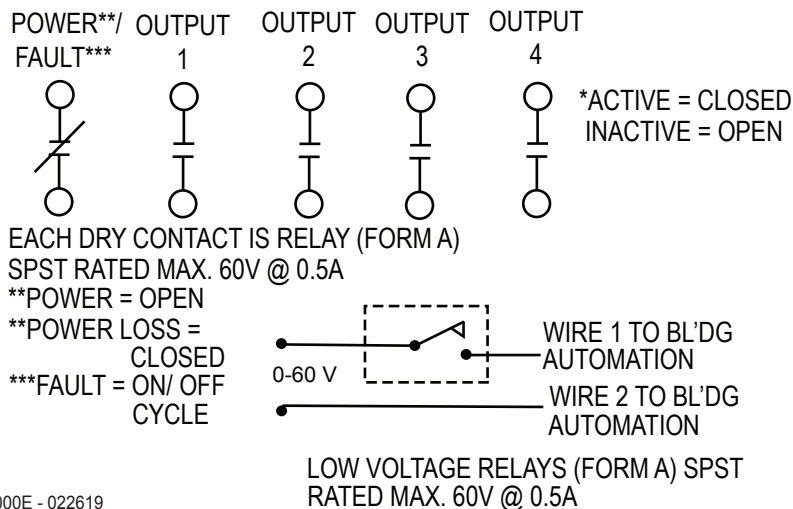 POWER**/ FAULT***
OUTPUT 1
OUTPUT 2
OUTPUT 3
OUTPUT 4
*ACTIVE = CLOSED
INACTIVE = OPEN
EACH DRY CONTACT IS RELAY (FORM A)
SPST RATED MAX. 60V @ 0.5A
**POWER = OPEN
**POWER LOSS =
CLOSED
***FAULT = ON/ OFF
CYCLE
0-60 V
WIRE 1 TO BL'DG
AUTOMATION
WIRE 2 TO BL'DG
AUTOMATION
LOW VOLTAGE RELAYS (FORM A) SPST
RATED MAX. 60V @ 0.5A
000E - 022619